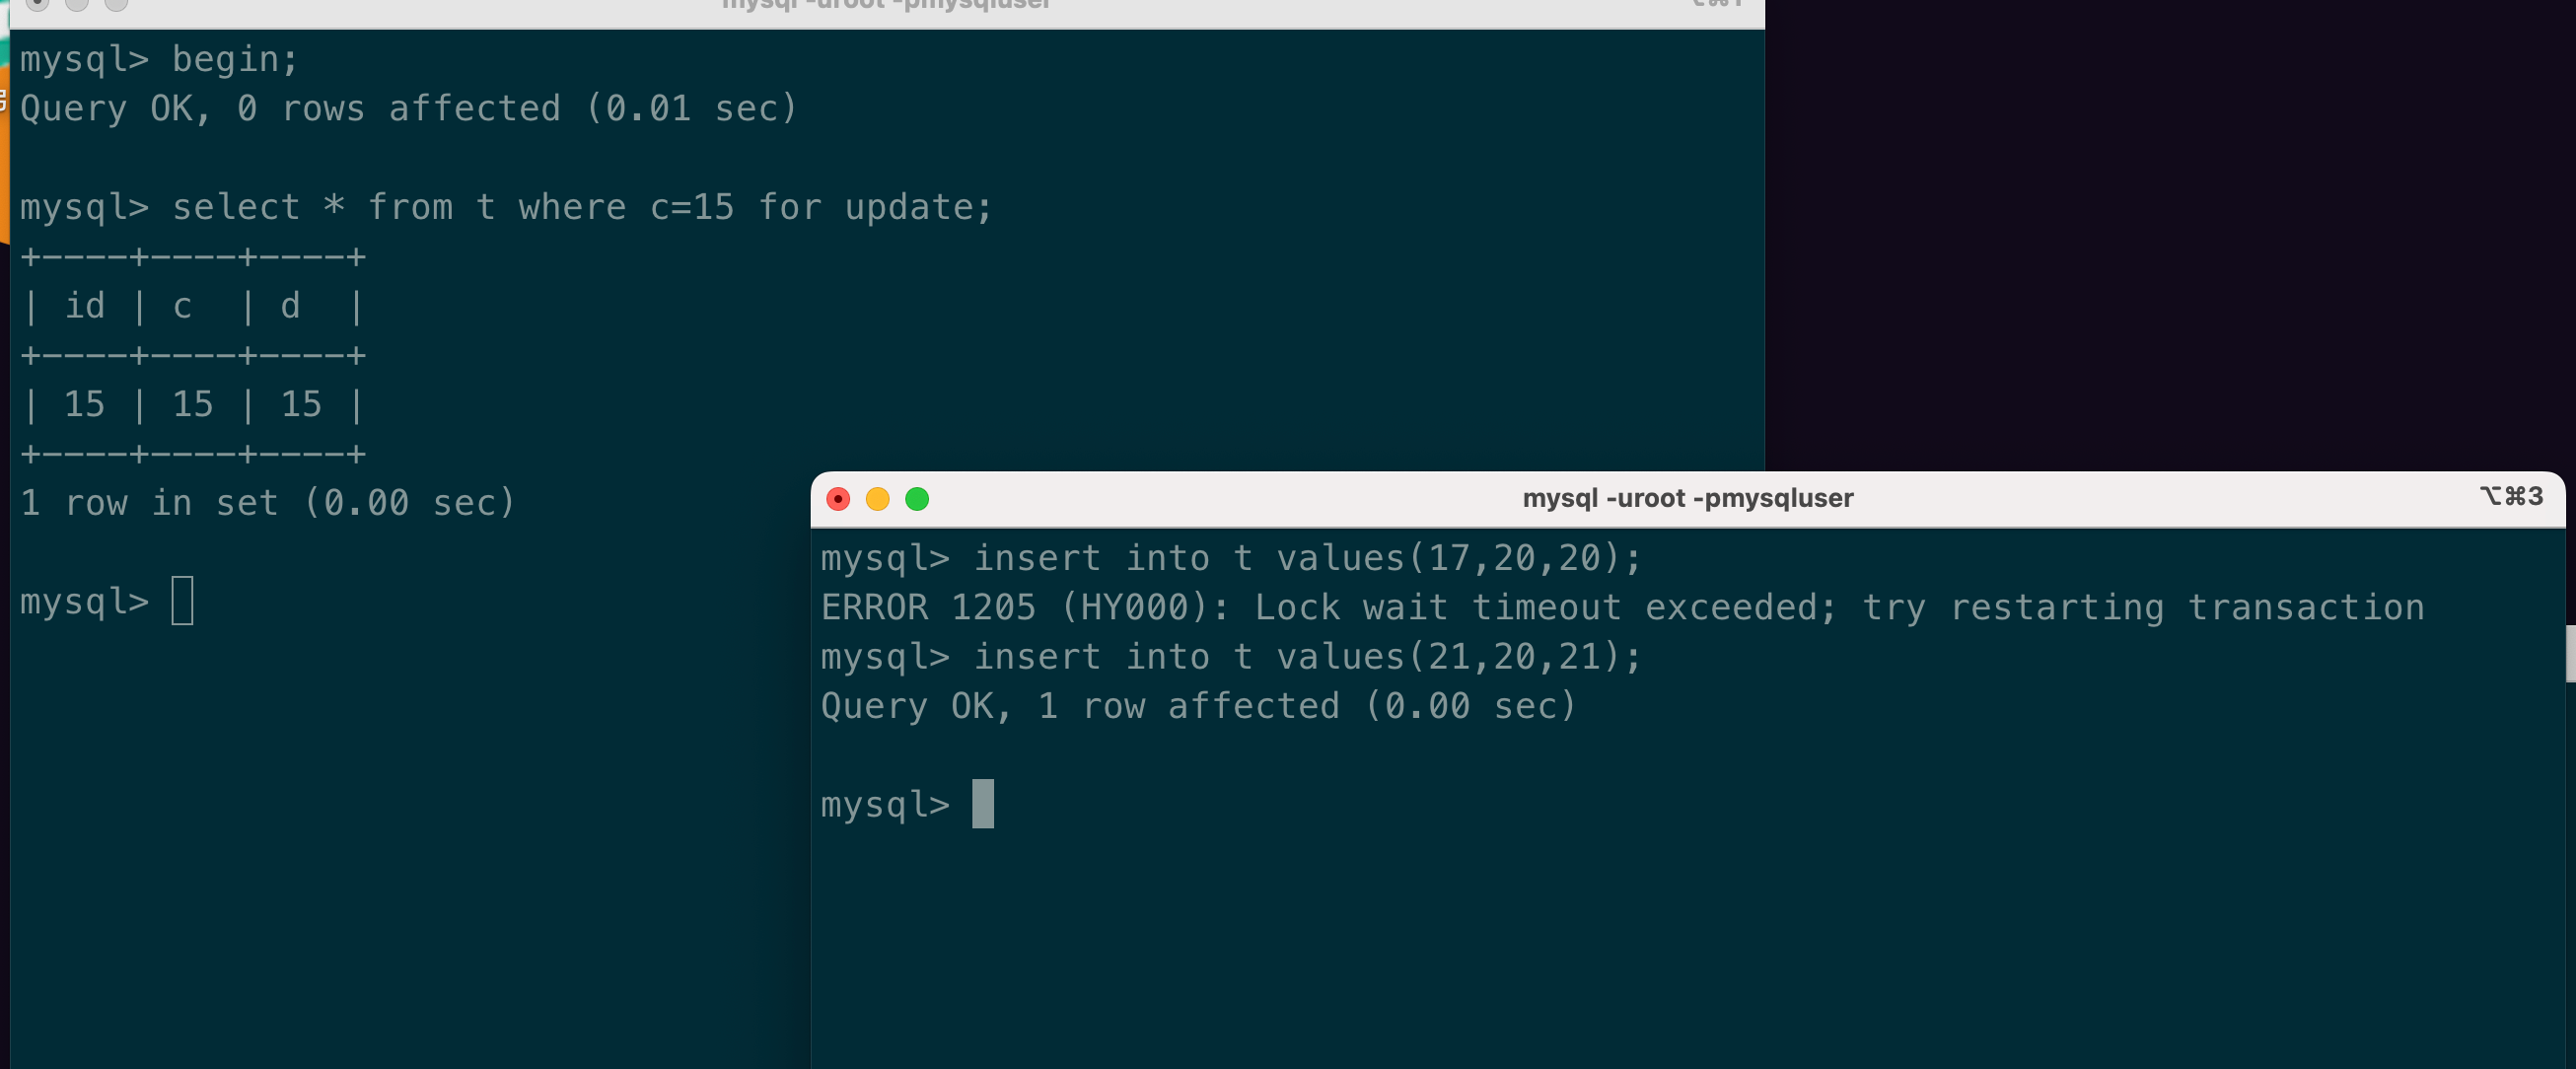 mysql -uroot -pmysqluser
mysql> begin;
Query OK, 0 rows affected (0.01 sec)
mysql> select * from t where c=15 for update;
+----+----+----+
| id | c  | d  |
+----+----+----+
| 15 | 15 | 15 |
+----+----+----+
1 row in set (0.00 sec)
mysql>
mysql -uroot -pmysqluser ⌥⌘3
mysql> insert into t values(17,20,20);
ERROR 1205 (HY000): Lock wait timeout exceeded; try restarting transaction
mysql> insert into t values(21,20,21);
Query OK, 1 row affected (0.00 sec)
mysql>